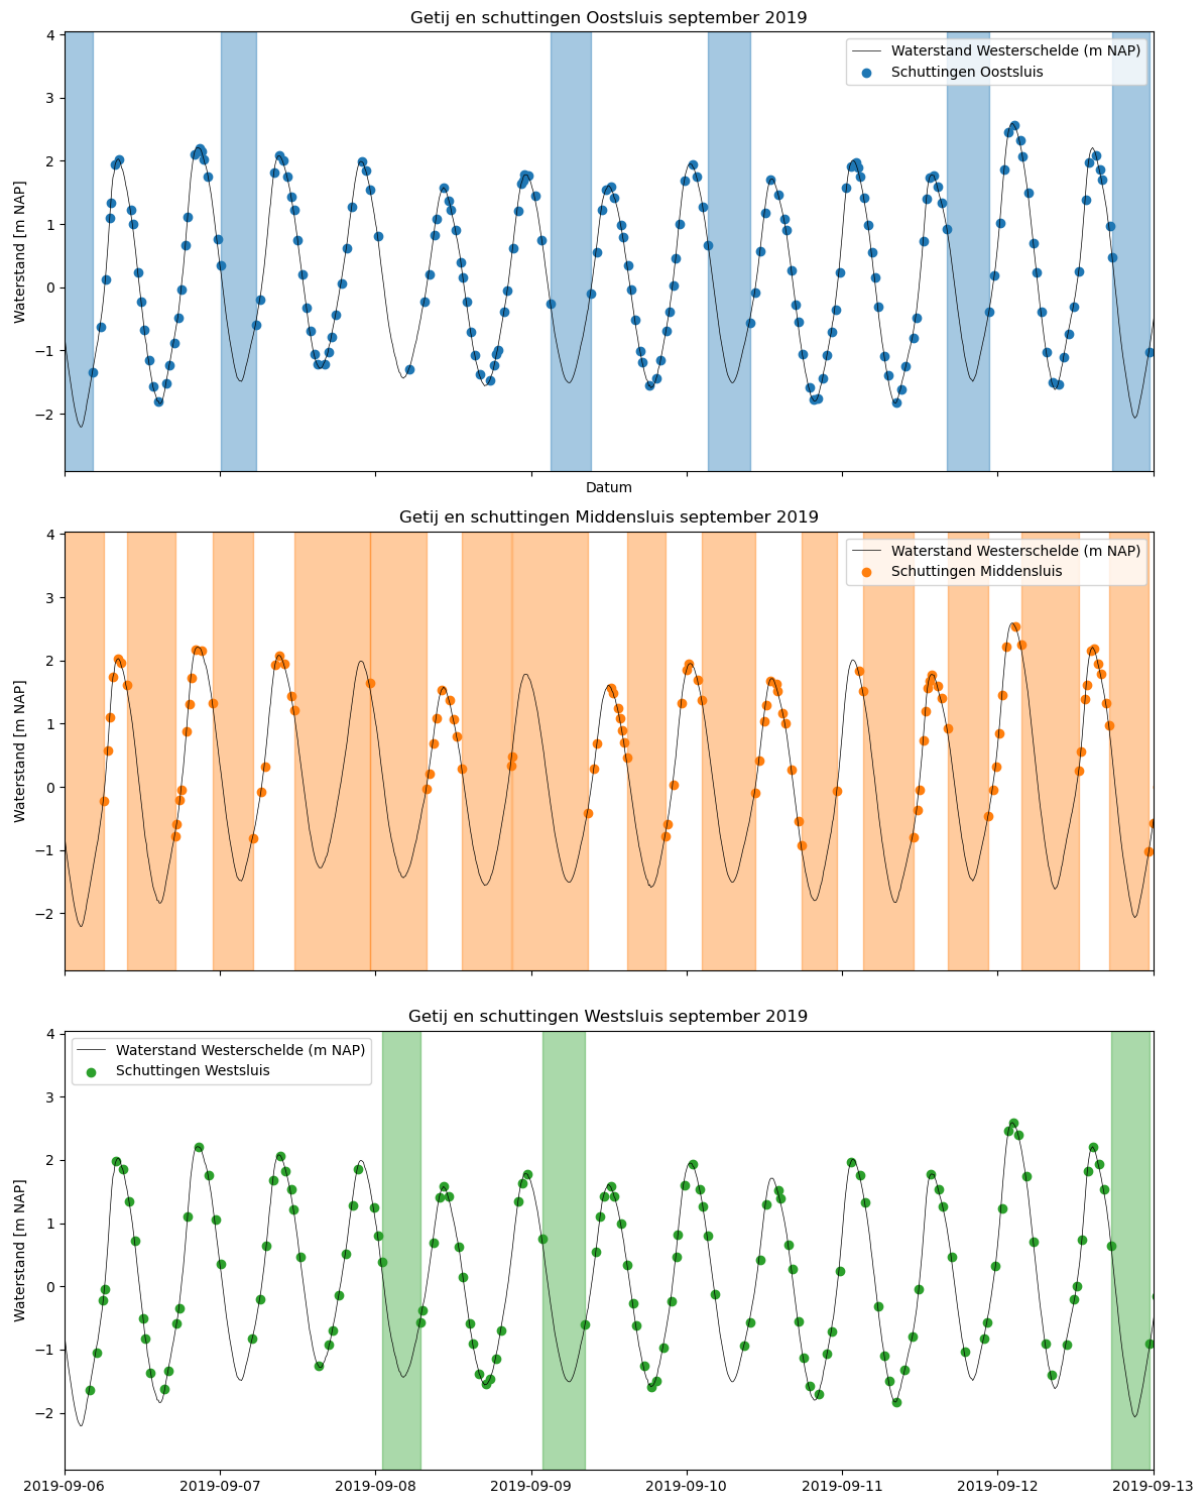 Getij en schuttingen Oostsluis september 2019
4
Waterstand Westerschelde (m NAP)
Schuttingen Oostsluis
3
2
1
0
−1
−2
Waterstand [m NAP]
Datum
Getij en schuttingen Middensluis september 2019
4
Waterstand Westerschelde (m NAP)
Schuttingen Middensluis
3
2
1
0
−1
−2
Waterstand [m NAP]
Getij en schuttingen Westsluis september 2019
4
Waterstand Westerschelde (m NAP)
Schuttingen Westsluis
3
2
1
0
−1
−2
Waterstand [m NAP]
2019-09-06 2019-09-07 2019-09-08 2019-09-09 2019-09-10 2019-09-11 2019-09-12 2019-09-13